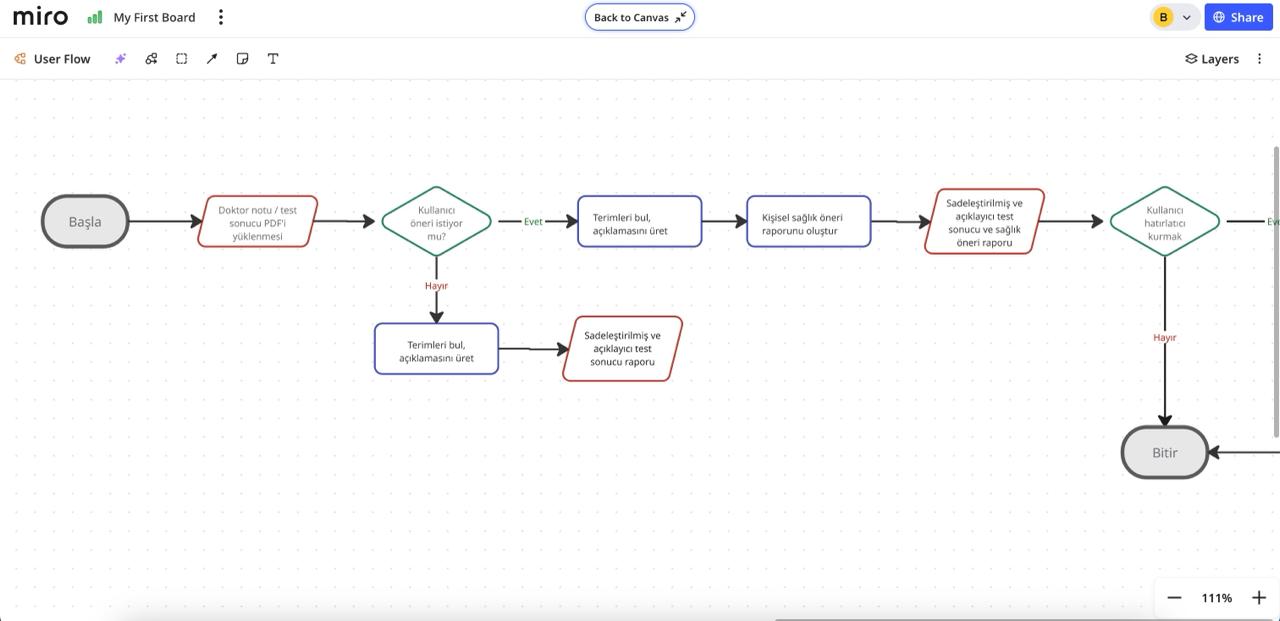 miro
My First Board
Back to Canvas
B
Share
User Flow
T
Layers
Başla
Doktor notu / test
sonucu PDF'i
yüklenmesi
Kullanıcı
öneri istiyor
mu?
Evet
Terimleri bul,
açıklamasını üret
Kişisel sağlık öneri
raporunu oluştur
Sadeleştirilmiş ve
açıklayıcı test
sonucu ve sağlık
öneri raporu
Kullanıcı
hatırlatıcı
kurmak
Hayır
Terimleri bul,
açıklamasını üret
Sadeleştirilmiş ve
açıklayıcı test
sonucu raporu
Hayır
Bitir
111%